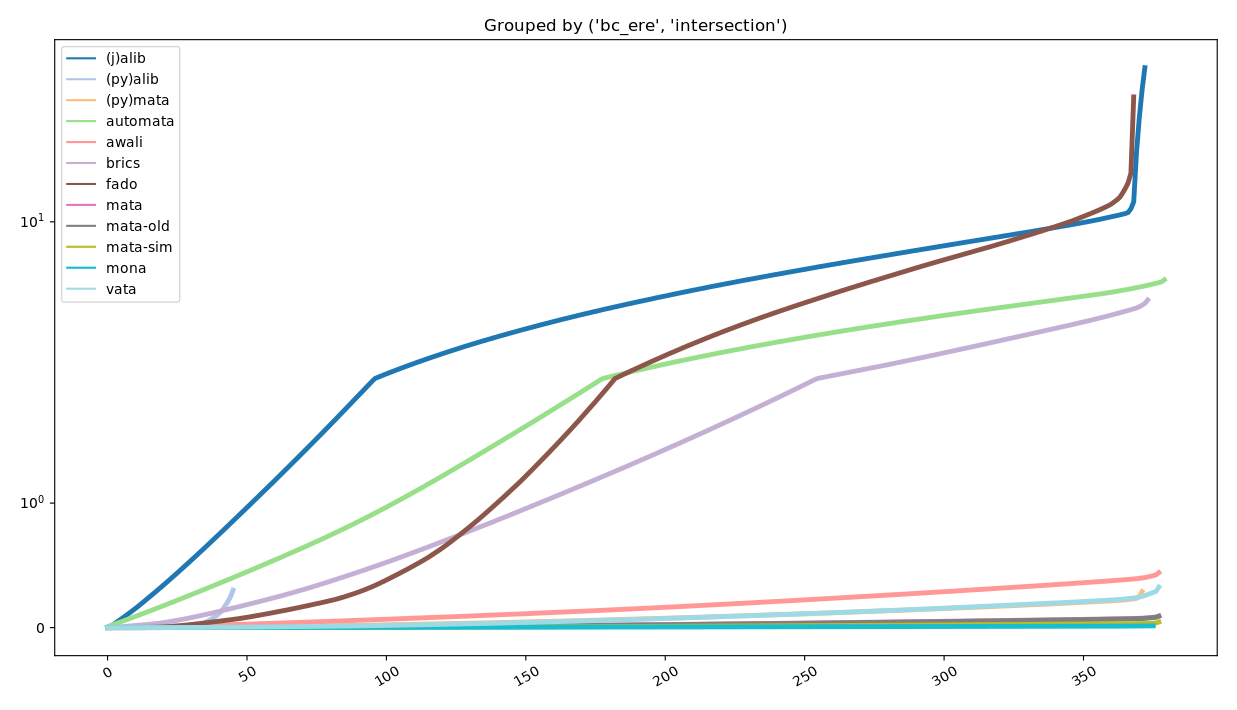 Grouped by ('bc_ere', 'intersection')
(j)alib
(py)alib
(py)mata
automata
awali
brics
fado
mata
mata-old
mata-sim
mona
vata
10^1
10^0
0
0
50
100
150
200
250
300
350